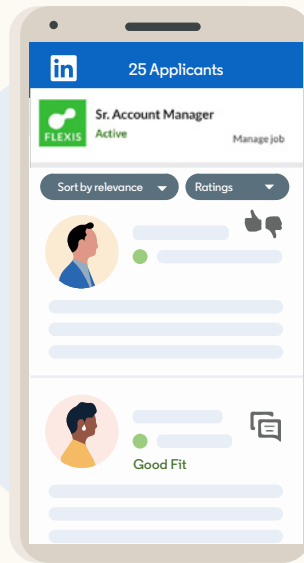 in
25 Applicants
FLEXIS
Sr. Account Manager
Active
Manage job
Sort by relevance
Ratings
Good Fit